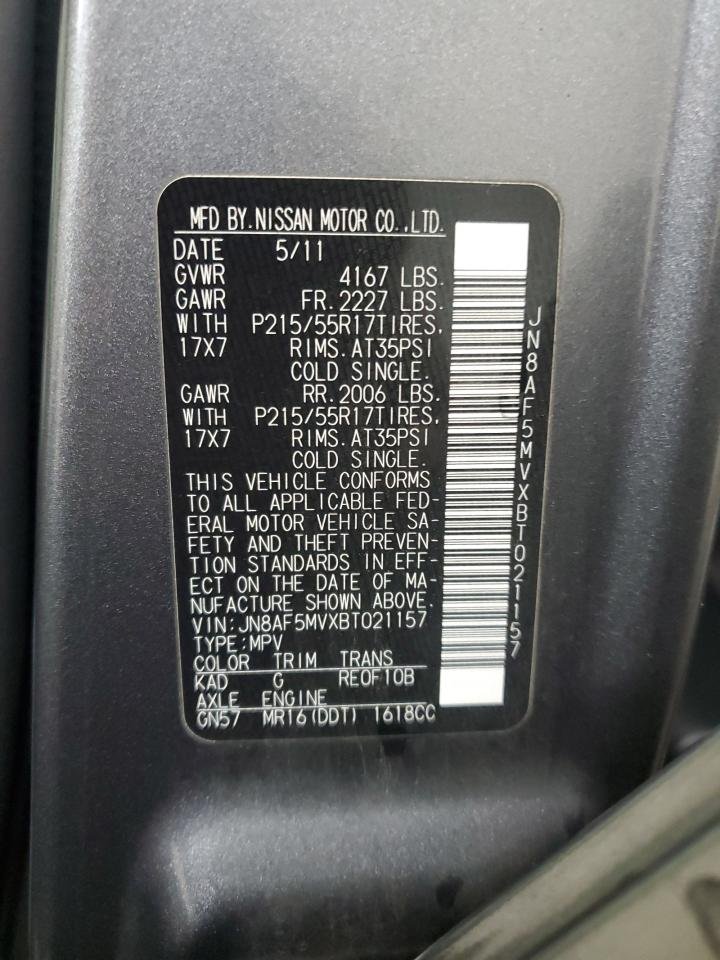 MFD BY.NISSAN MOTOR CO.,LTD.
DATE 5/11
GVWR 4167 LBS.
GAWR FR.2227 LBS.
WITH P215/55R17TIRES,
17X7 RIMS.AT35PSI
COLD SINGLE.
GAWR RR.2006 LBS.
WITH P215/55R17TIRES,
17X7 RIMS.AT35PSI
COLD SINGLE.
THIS VEHICLE CONFORMS
TO ALL APPLICABLE FED-
ERAL MOTOR VEHICLE SA-
FETY AND THEFT PREVEN-
TION STANDARDS IN EFF-
ECT ON THE DATE OF MA-
NUFACTURE SHOWN ABOVE.
VIN:JN8AF5MVXBT021157
TYPE:MPV
COLOR TRIM TRANS
KAD G RE0F10B
AXLE ENGINE
GN57 MR16(DDT) 1618CC
JN8AF5MVXBT021157